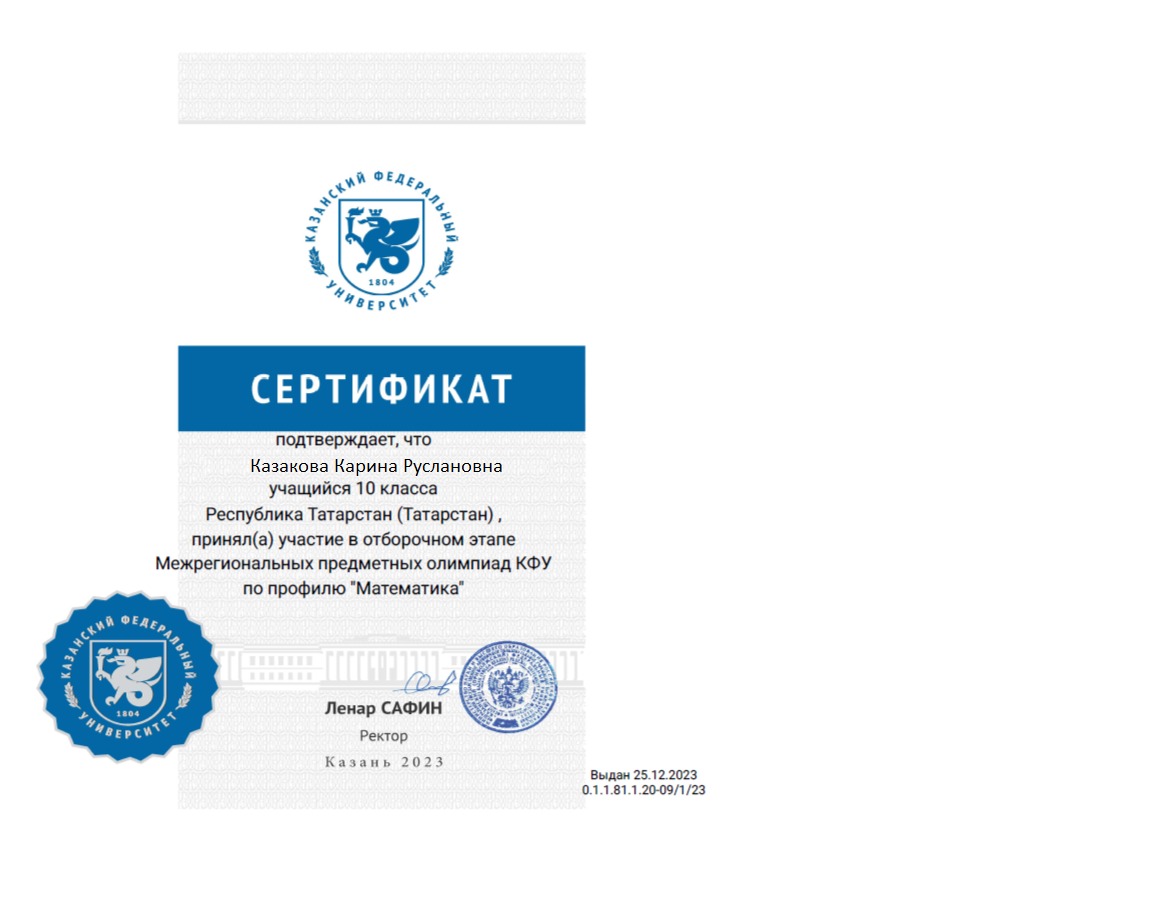 КАЗАНСКИЙ ФЕДЕРАЛЬНЫЙ
1804
УНИВЕРСИТЕТ
СЕРТИФИКАТ
подтверждает, что
Казакова Карина Руслановна
учащийся 10 класса
Республика Татарстан (Татарстан) ,
принял(а) участие в отборочном этапе
Межрегиональных предметных олимпиад КФУ
по профилю "Математика"
КАЗАНСКИЙ ФЕДЕРАЛЬНЫЙ
1804
УНИВЕРСИТЕТ
Ленар САФИН
Ректор
Казань 2023
Выдан 25.12.2023
0.1.1.81.1.20-09/1/23